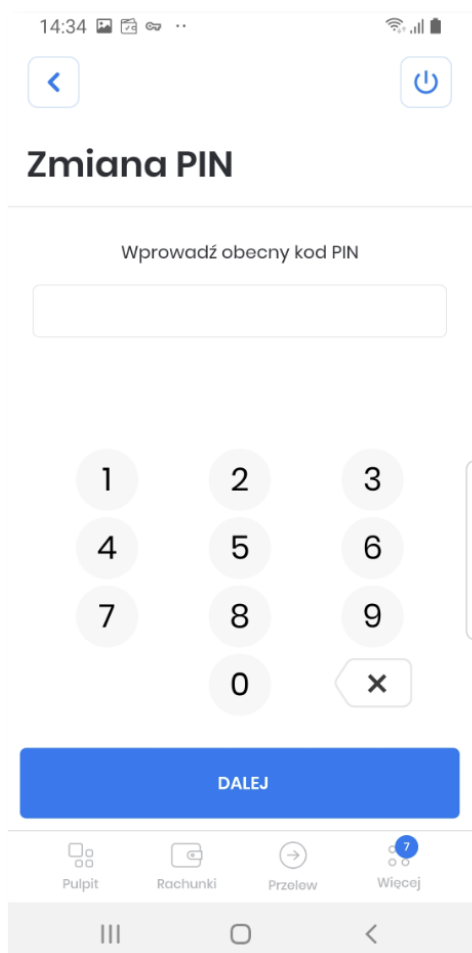 14:34
Zmiana PIN
Wprowadź obecny kod PIN
1 2 3
4 5 6
7 8 9
0
DALEJ
7
Pulpit Rachunki Przelew Więcej